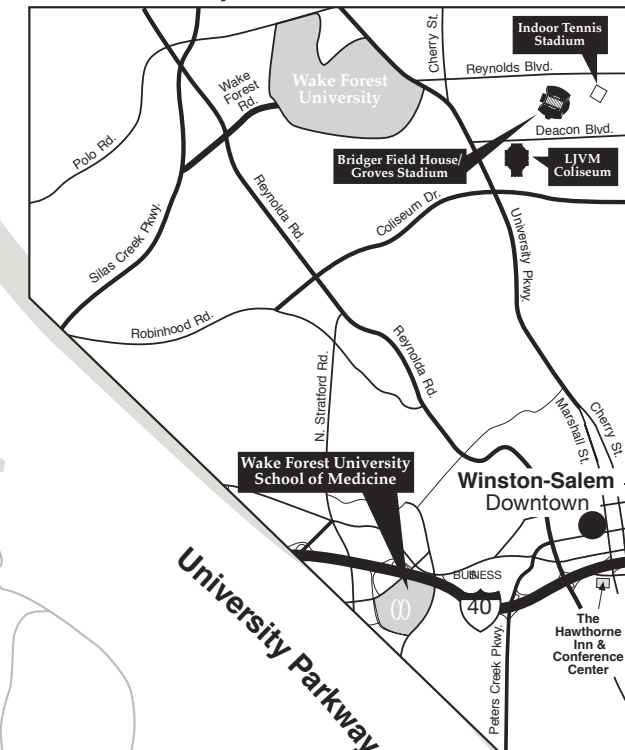 Cherry St.
Indoor Tennis
Stadium
Reynolds Blvd.
Wake Forest
University
Wake
Forest
Rd.
Deacon Blvd.
Polo Rd.
Bridger Field House/
Groves Stadium
LJVM
Coliseum
Reynolda Rd.
Coliseum Dr.
University Pkwy.
Silas Creek Pkwy.
Robinhood Rd.
N. Stratford Rd.
Reynolda Rd.
Marshall St.
Cherry St.
Wake Forest University
School of Medicine
Winston-Salem
Downtown
University Parkway
BUSINESS
40
Peters Creek Pkwy.
The
Hawthorne
Inn &
Conference
Center